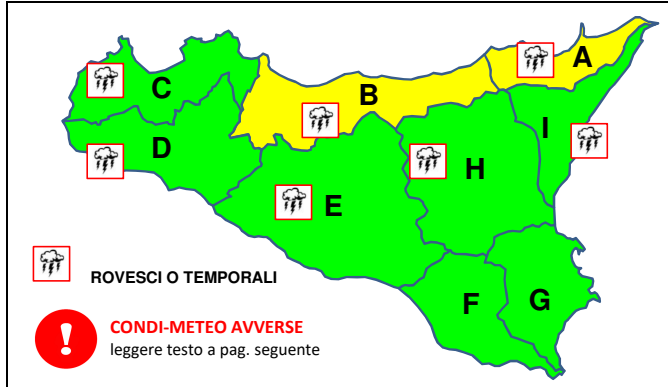 A
C
B
I
D
H
E
ROVESCI O TEMPORALI
F
G
CONDI-METEO AVVERSE
leggere testo a pag. seguente